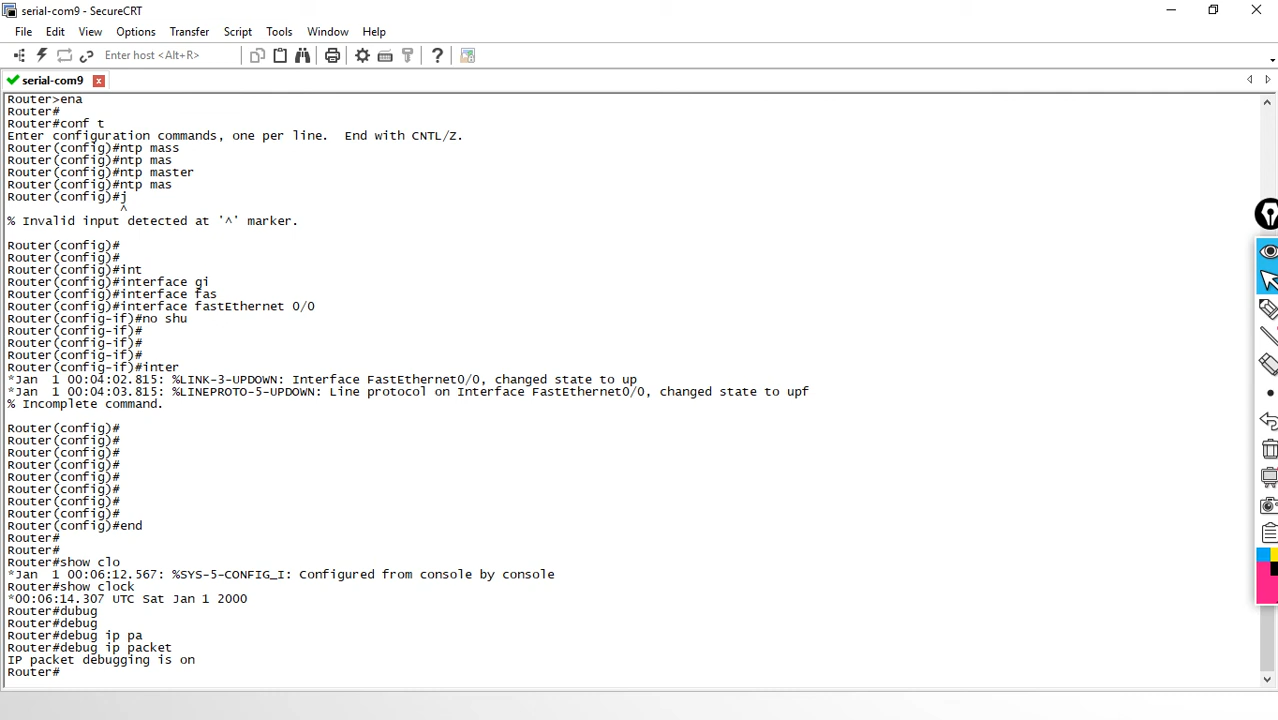 serial-com9 - SecureCRT
File Edit View Options Transfer Script Tools Window Help
Enter host <Alt+R>
serial-com9
Router>ena
Router#
Router#conf t
Enter configuration commands, one per line.  End with CNTL/Z.
Router(config)#ntp mass
Router(config)#ntp mas
Router(config)#ntp master
Router(config)#ntp mas
Router(config)#j
^
% Invalid input detected at '^' marker.
Router(config)#
Router(config)#
Router(config)#int
Router(config)#interface gi
Router(config)#interface fas
Router(config)#interface fastEthernet 0/0
Router(config-if)#no shu
Router(config-if)#
Router(config-if)#
Router(config-if)#
Router(config-if)#inter
*Jan  1 00:04:02.815: %LINK-3-UPDOWN: Interface FastEthernet0/0, changed state to up
*Jan  1 00:04:03.815: %LINEPROTO-5-UPDOWN: Line protocol on Interface FastEthernet0/0, changed state to upf
% Incomplete command.
Router(config)#
Router(config)#
Router(config)#
Router(config)#
Router(config)#
Router(config)#
Router(config)#
Router(config)#
Router(config)#end
Router#
Router#
Router#show clo
*Jan  1 00:06:12.567: %SYS-5-CONFIG_I: Configured from console by console
Router#show clock
*00:06:14.307 UTC Sat Jan 1 2000
Router#dubug
Router#debug
Router#debug ip pa
Router#debug ip packet
IP packet debugging is on
Router#